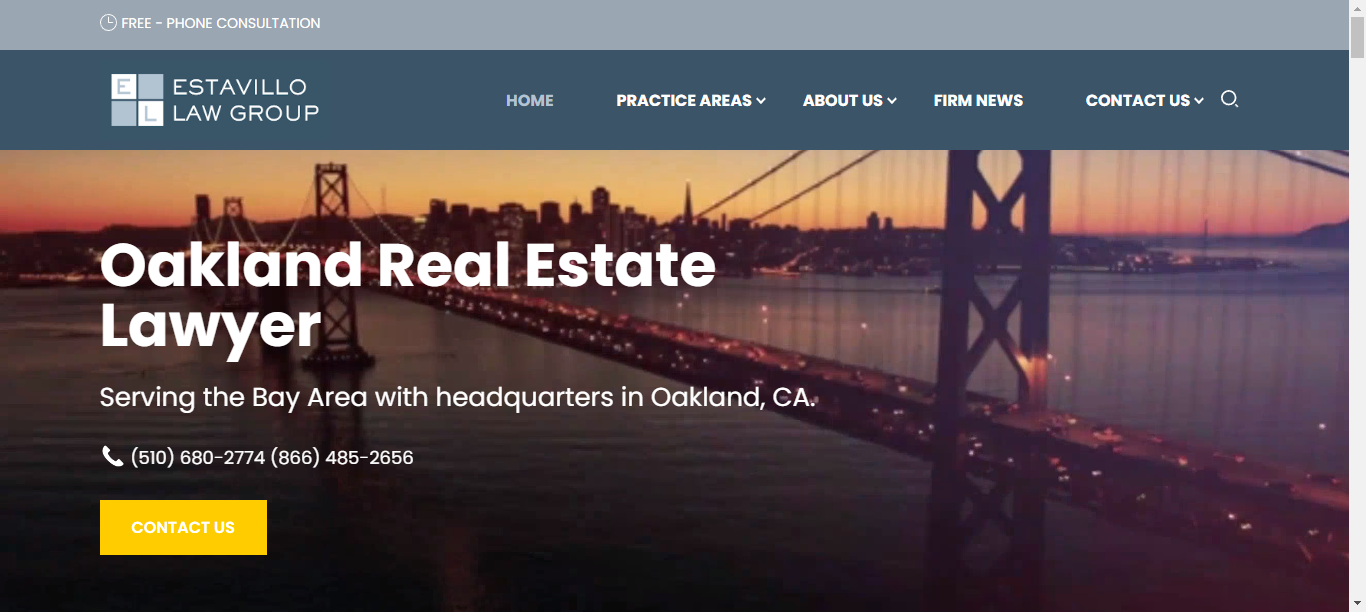 FREE - PHONE CONSULTATION
E
L
ESTAVILLO
LAW GROUP
HOME
PRACTICE AREAS
ABOUT US
FIRM NEWS
CONTACT US
Oakland Real Estate
Lawyer
Serving the Bay Area with headquarters in Oakland, CA.
(510) 680-2774 (866) 485-2656
CONTACT US